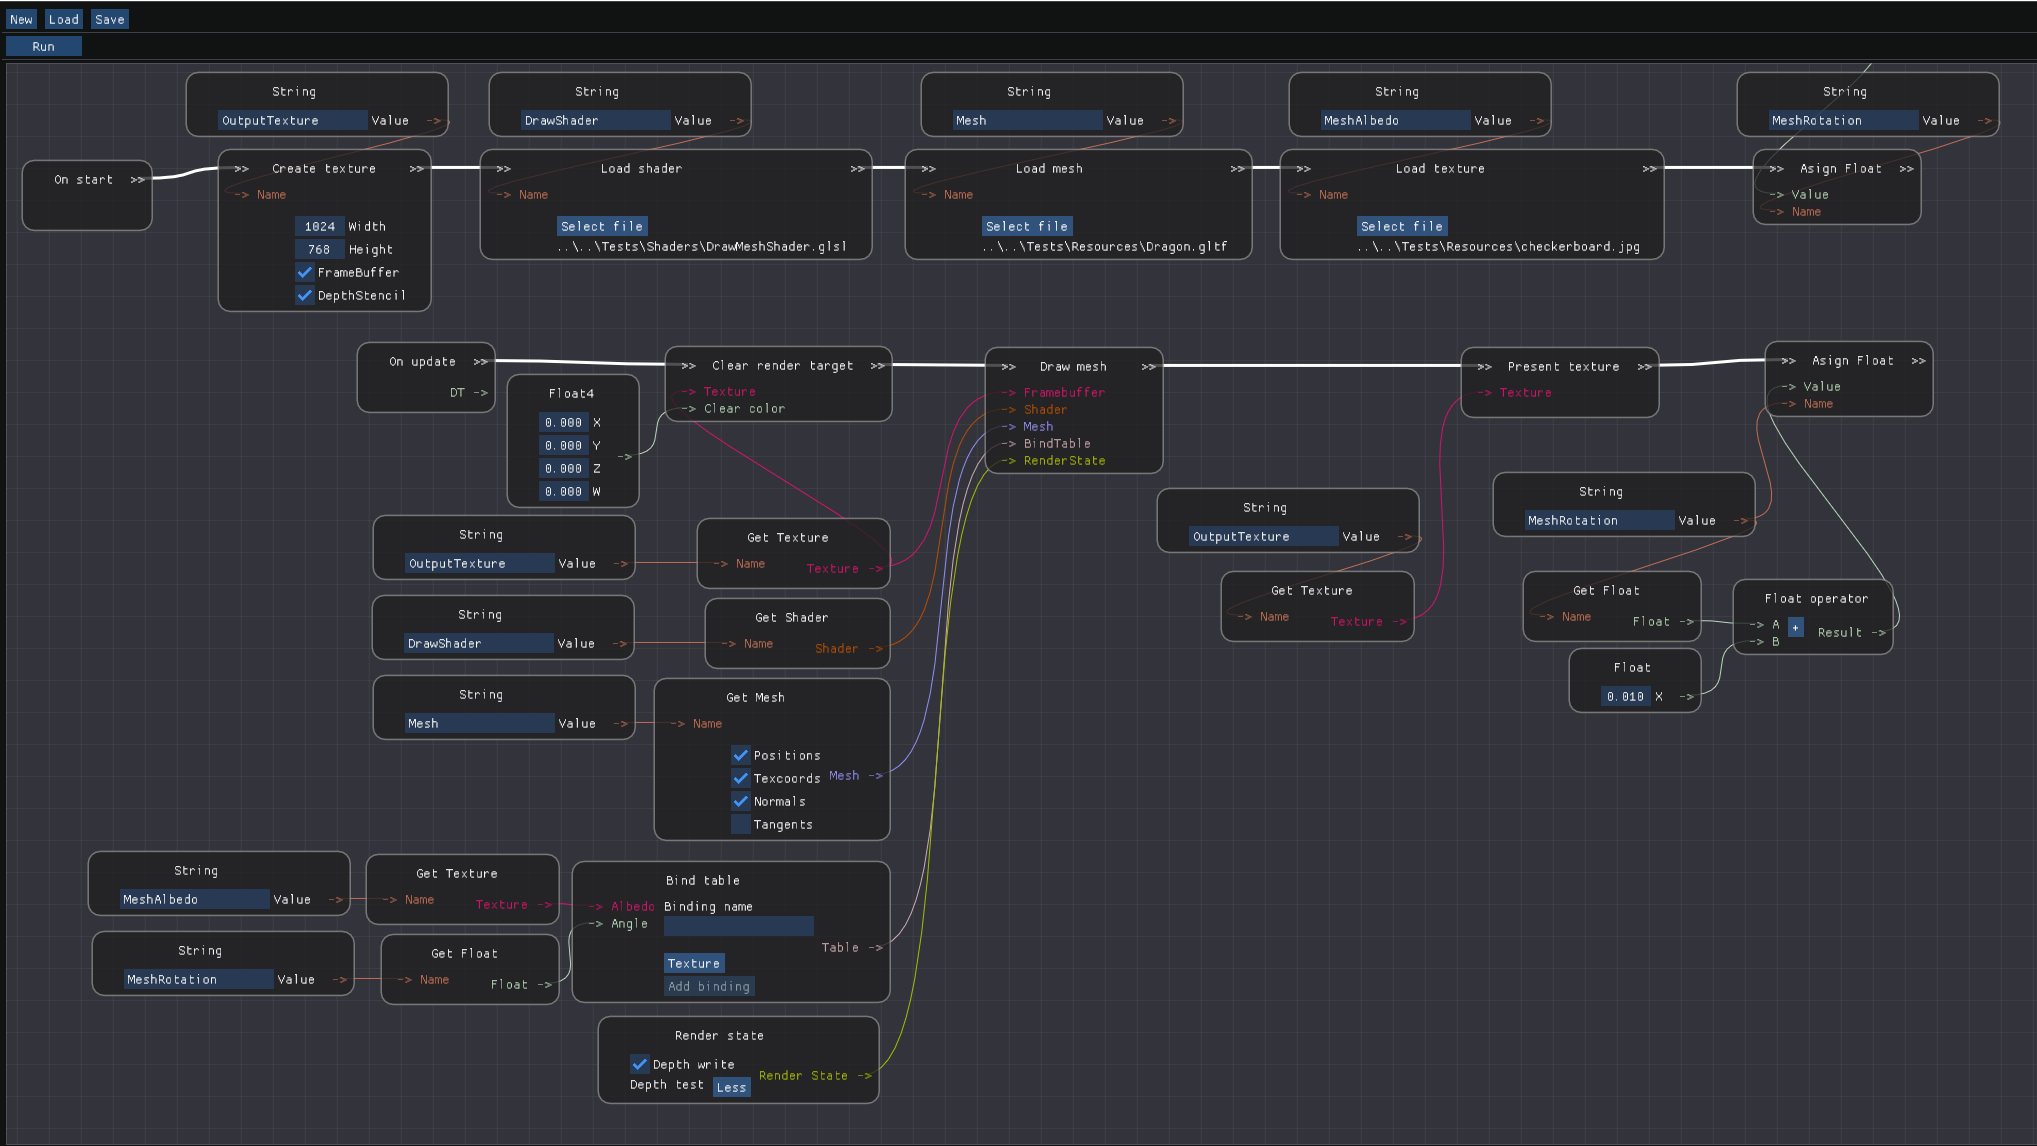 New Load Save
Run
String
OutputTexture Value ->
String
DrawShader Value ->
String
Mesh Value ->
String
MeshAlbedo Value ->
String
MeshRotation Value ->
On start >>
>> Create texture >>
-> Name
1024 Width
768 Height
FrameBuffer
DepthStencil
>> Load shader >>
-> Name
Select file
..\..\Tests\Shaders\DrawMeshShader.glsl
>> Load mesh >>
-> Name
Select file
..\..\Tests\Resources\Dragon.gltf
>> Load texture >>
-> Name
Select file
..\..\Tests\Resources\checkerboard.jpg
>> Asign Float >>
-> Value
-> Name
On update >>
DT ->
Float4
0.000 X
0.000 Y
0.000 Z
0.000 W
->
>> Clear render target >>
-> Texture
-> Clear color
>> Draw mesh >>
-> Framebuffer
-> Shader
-> Mesh
-> BindTable
-> RenderState
>> Present texture >>
-> Texture
>> Asign Float >>
-> Value
-> Name
String
OutputTexture Value ->
Get Texture
-> Name
Texture ->
String
DrawShader Value ->
Get Shader
-> Name
Shader ->
String
Mesh Value ->
Get Mesh
-> Name
Positions
Texcoords
Normals
Tangents
Mesh ->
String
OutputTexture Value ->
Get Texture
-> Name
Texture ->
String
MeshRotation Value ->
Get Float
-> Name
Float ->
Float
0.010 X ->
Float operator
-> A
-> B
+
Result ->
String
MeshAlbedo Value ->
Get Texture
-> Name
Texture ->
String
MeshRotation Value ->
Get Float
-> Name
Float ->
Bind table
-> Albedo Binding name
-> Angle
Table ->
Texture
Add binding
Render state
Depth write
Depth test Less
Render State ->